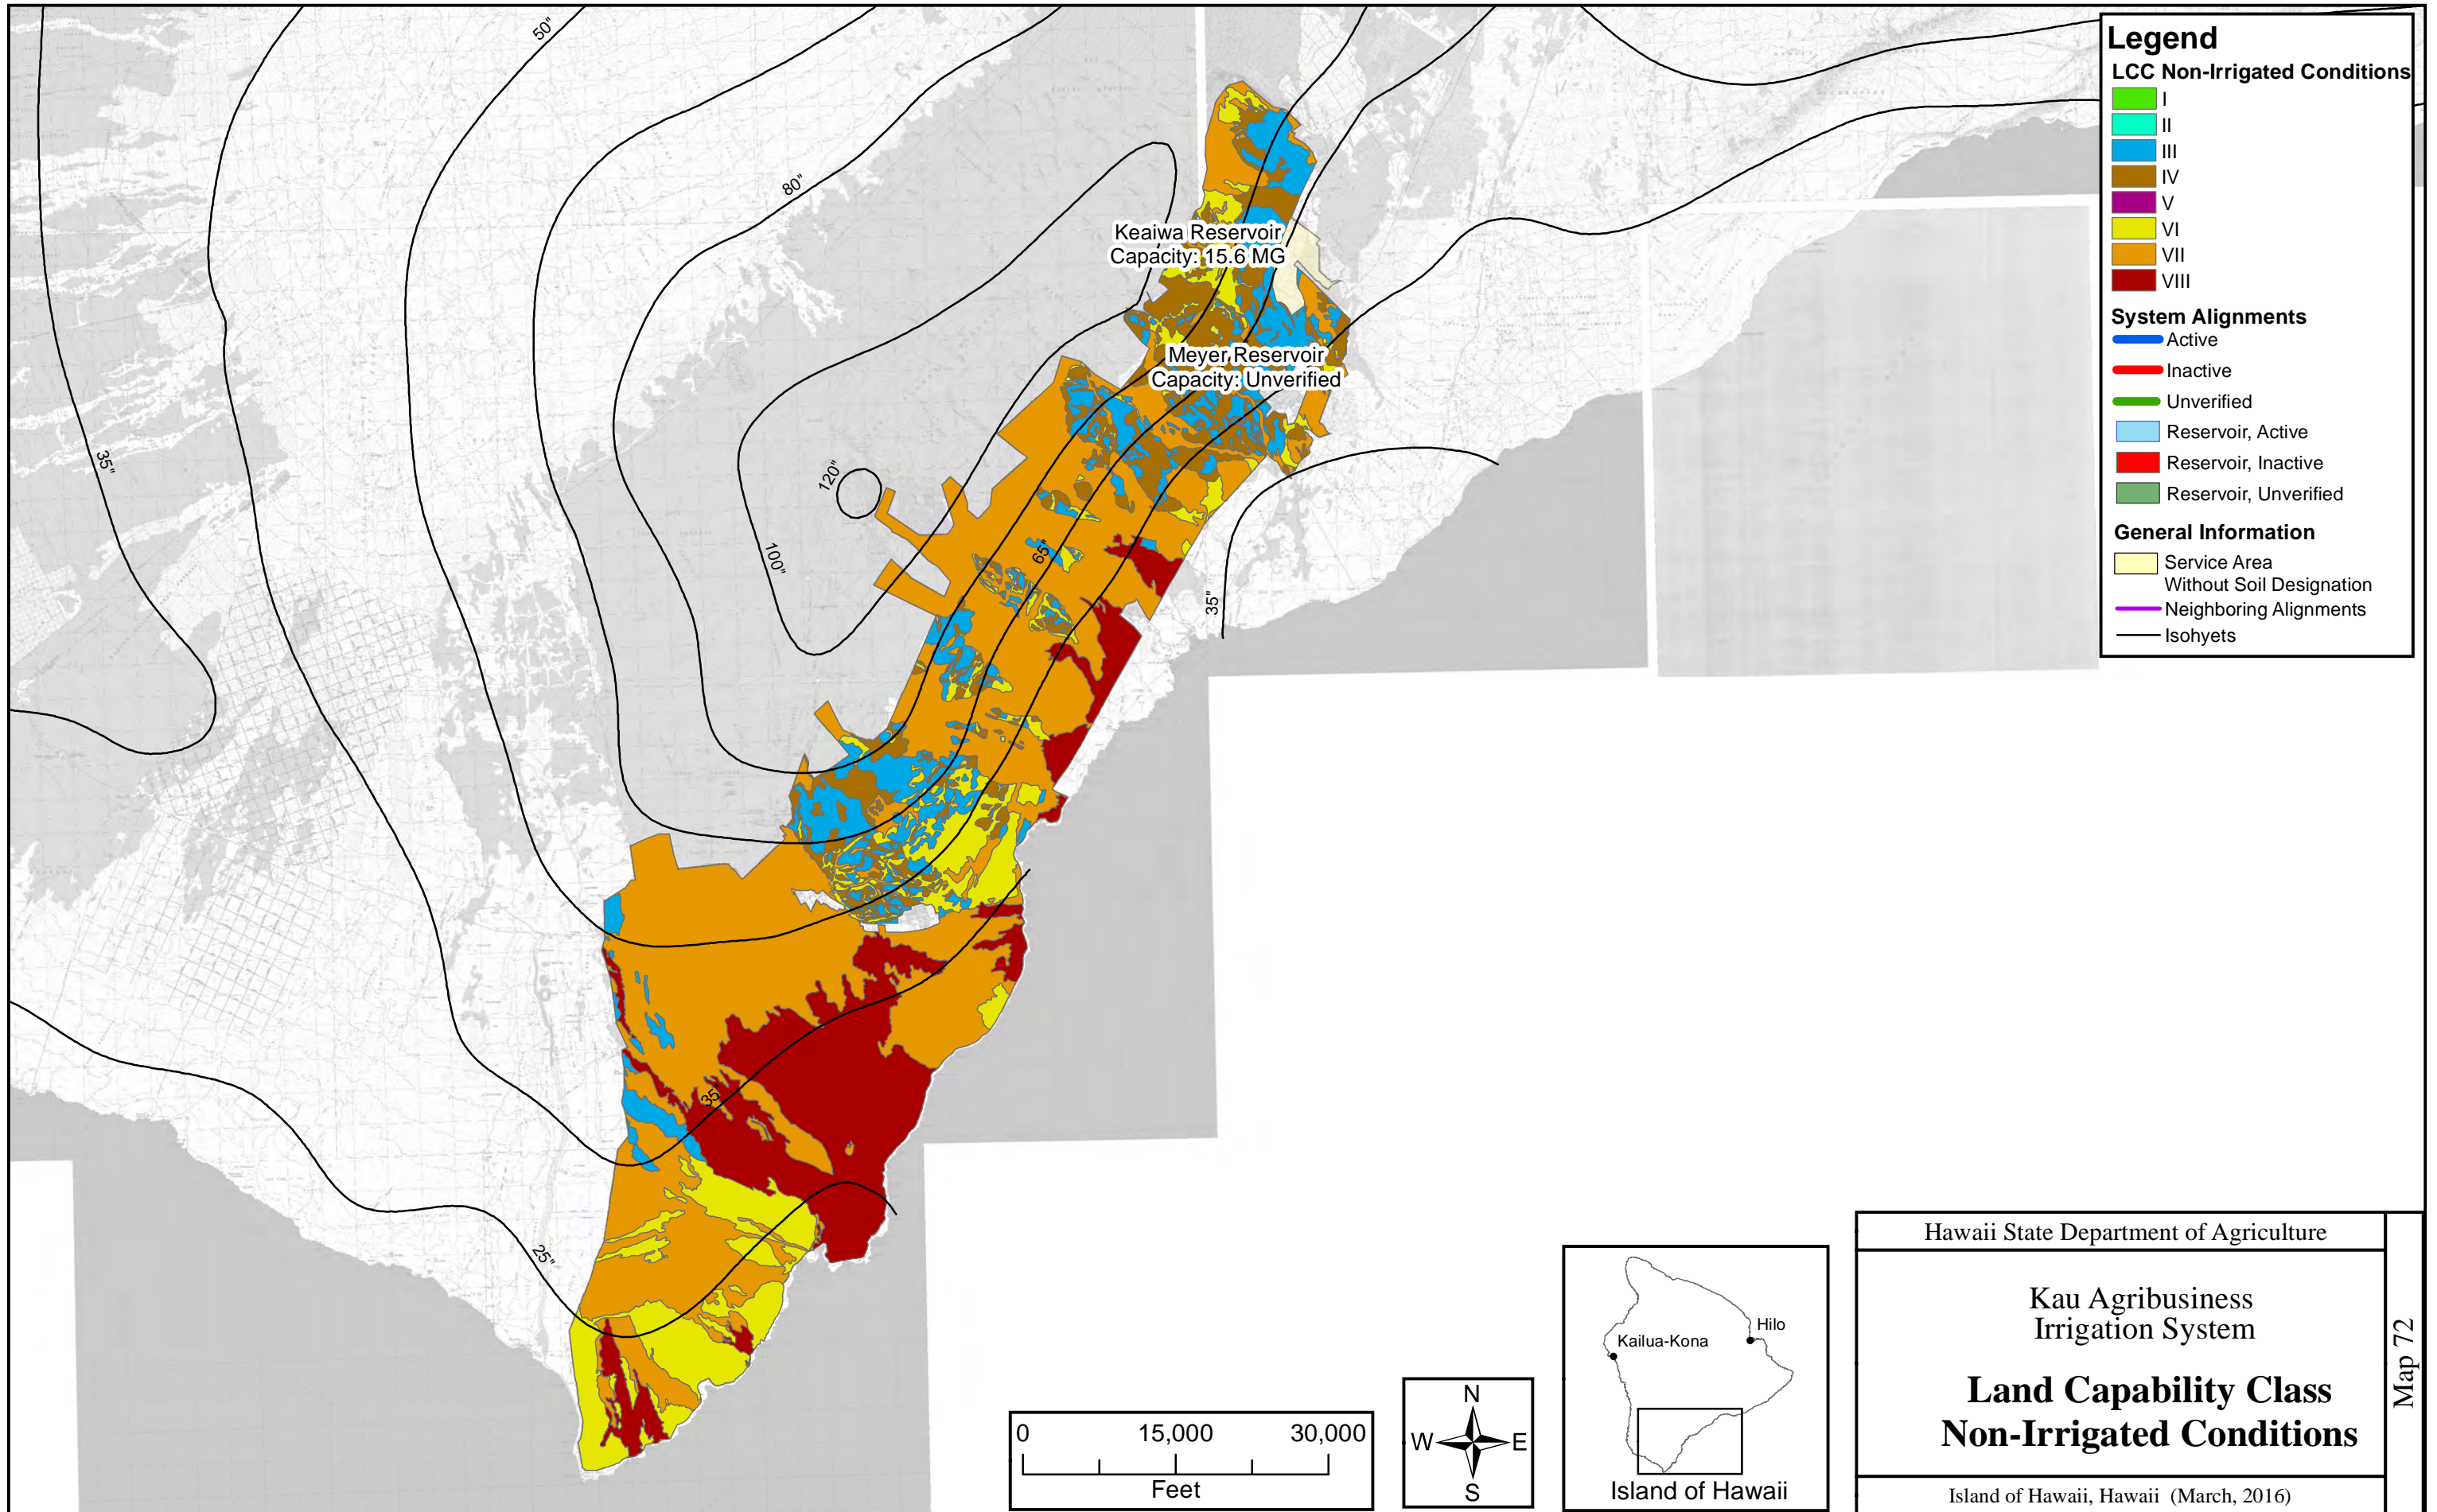 50"
80"
35"
120"
100"
65"
35"
35"
25"
Keaiwa Reservoir
Capacity: 15.6 MG
Meyer Reservoir
Capacity: Unverified
Legend
LCC Non-Irrigated Conditions
I
II
III
IV
V
VI
VII
VIII
System Alignments
Active
Inactive
Unverified
Reservoir, Active
Reservoir, Inactive
Reservoir, Unverified
General Information
Service Area
Without Soil Designation
Neighboring Alignments
Isohyets
0 15,000 30,000
Feet
N
W E
S
Hilo
Kailua-Kona
Island of Hawaii
Hawaii State Department of Agriculture
Kau Agribusiness
Irrigation System
Land Capability Class
Non-Irrigated Conditions
Island of Hawaii, Hawaii (March, 2016)
Map 72